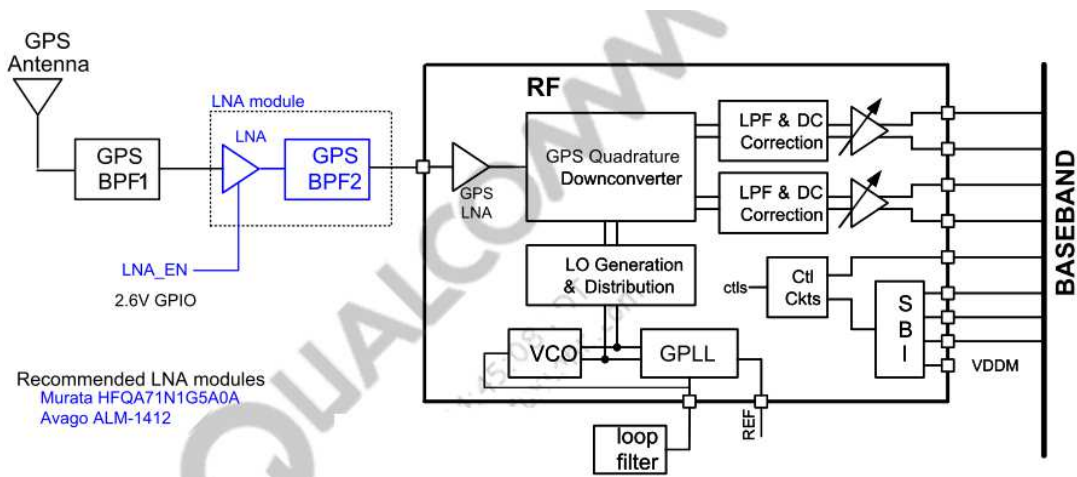 GPS
Antenna
GPS
BPF1
LNA module
LNA
GPS
BPF2
LNA_EN
2.6V GPIO
Recommended LNA modules
Murata HFQA71N1G5A0A
Avago ALM-1412
RF
GPS
LNA
GPS Quadrature
Downconverter
LPF & DC
Correction
LPF & DC
Correction
LO Generation
& Distribution
VCO
GPLL
ctls
Ctl
Ckts
S
B
I
VDDM
loop
filter
REF
BASEBAND
QUALCOMM